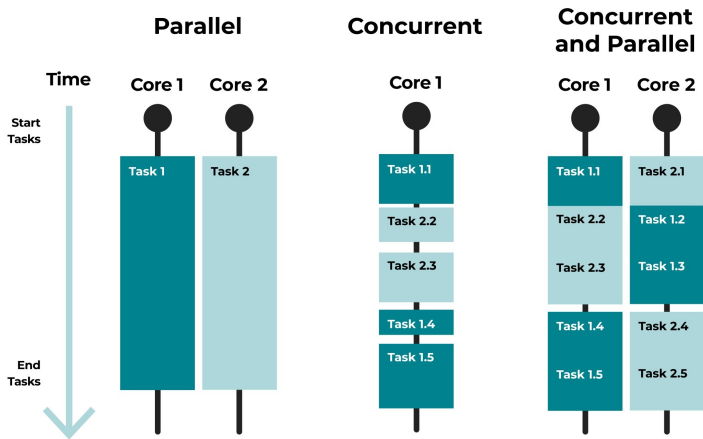 Parallel
Concurrent
Concurrent
and Parallel
Time
Core 1
Core 2
Core 1
Core 1
Core 2
Start
Tasks
Task 1
Task 2
Task 1.1
Task 2.2
Task 2.3
Task 1.4
Task 1.5
Task 1.1
Task 2.1
Task 2.2
Task 1.2
Task 2.3
Task 1.3
Task 1.4
Task 2.4
Task 1.5
Task 2.5
End
Tasks